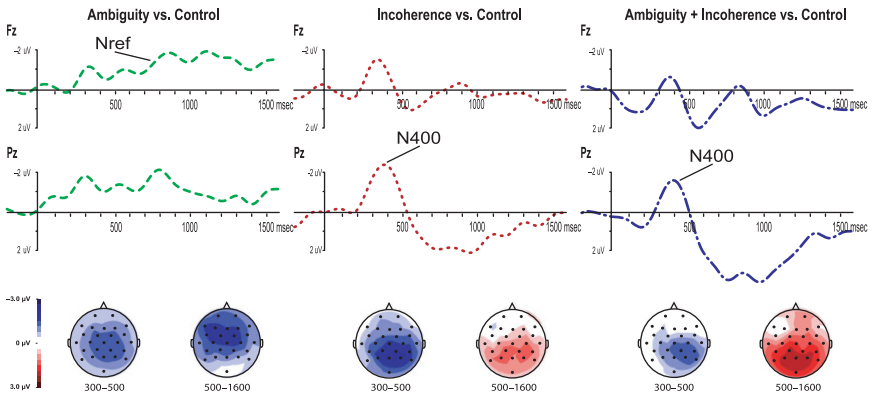 Ambiguity vs. Control
Incoherence vs. Control
Ambiguity + Incoherence vs. Control
Fz
–2 uV
Nref
500
1000
1500 msec
2 uV
Fz
–2 uV
500
1000
1500 msec
2 uV
Fz
–2 uV
500
1000
1500 msec
2 uV
Pz
–2 uV
500
1000
1500 msec
2 uV
Pz
–2 uV
N400
500
1000
1500 msec
2 uV
Pz
–2 uV
N400
500
1000
1500 msec
2 uV
–3.0 µV
0 µV
3.0 µV
300–500
500–1600
300–500
500–1600
300–500
500–1600